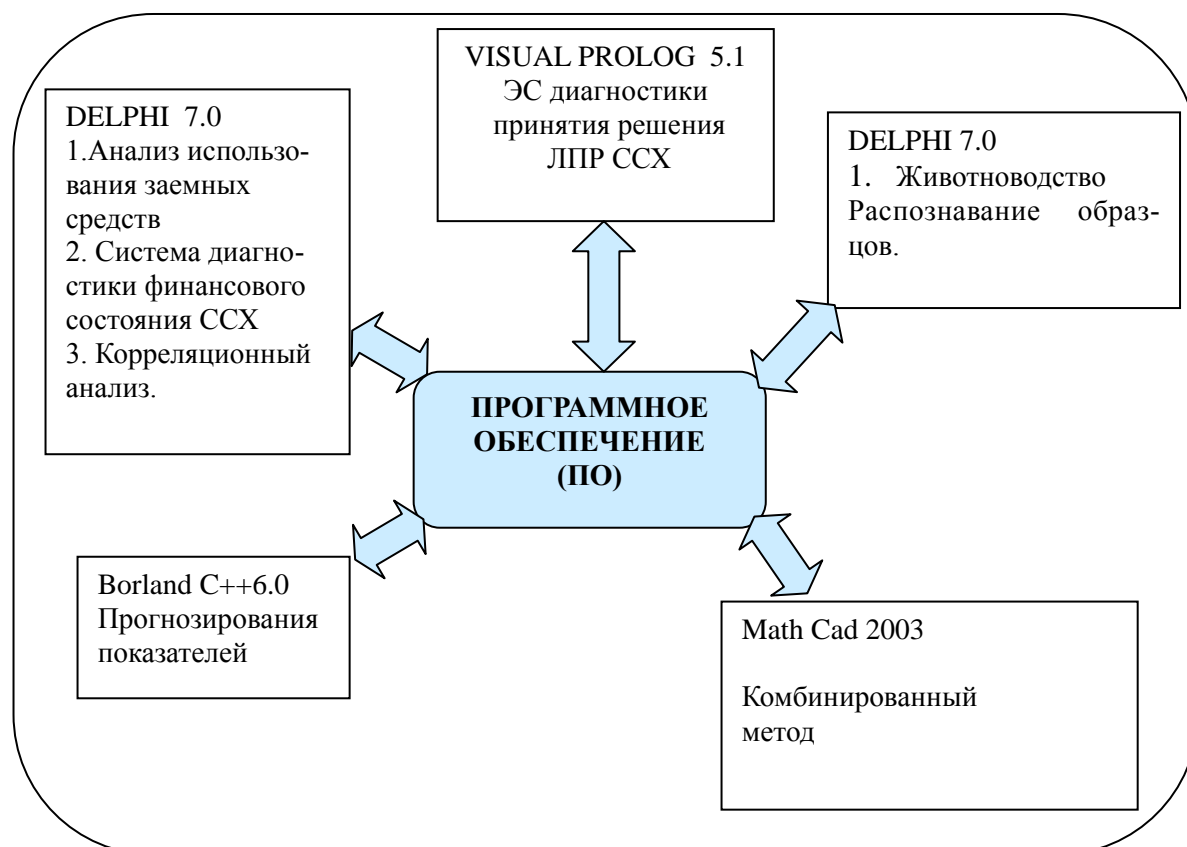 VISUAL PROLOG 5.1
ЭС диагностики
принятия решения
ЛПР ССХ
DELPHI 7.0
1.Анализ использо-
вания заемных
средств
2. Система диагно-
стики финансового
состояния ССХ
3. Корреляционный
анализ.
DELPHI 7.0
1. Животноводство
Распознавание образ-
цов.
ПРОГРАММНОЕ
ОБЕСПЕЧЕНИЕ
(ПО)
Borland C++6.0
Прогнозирования
показателей
Math Cad 2003
Комбинированный
метод